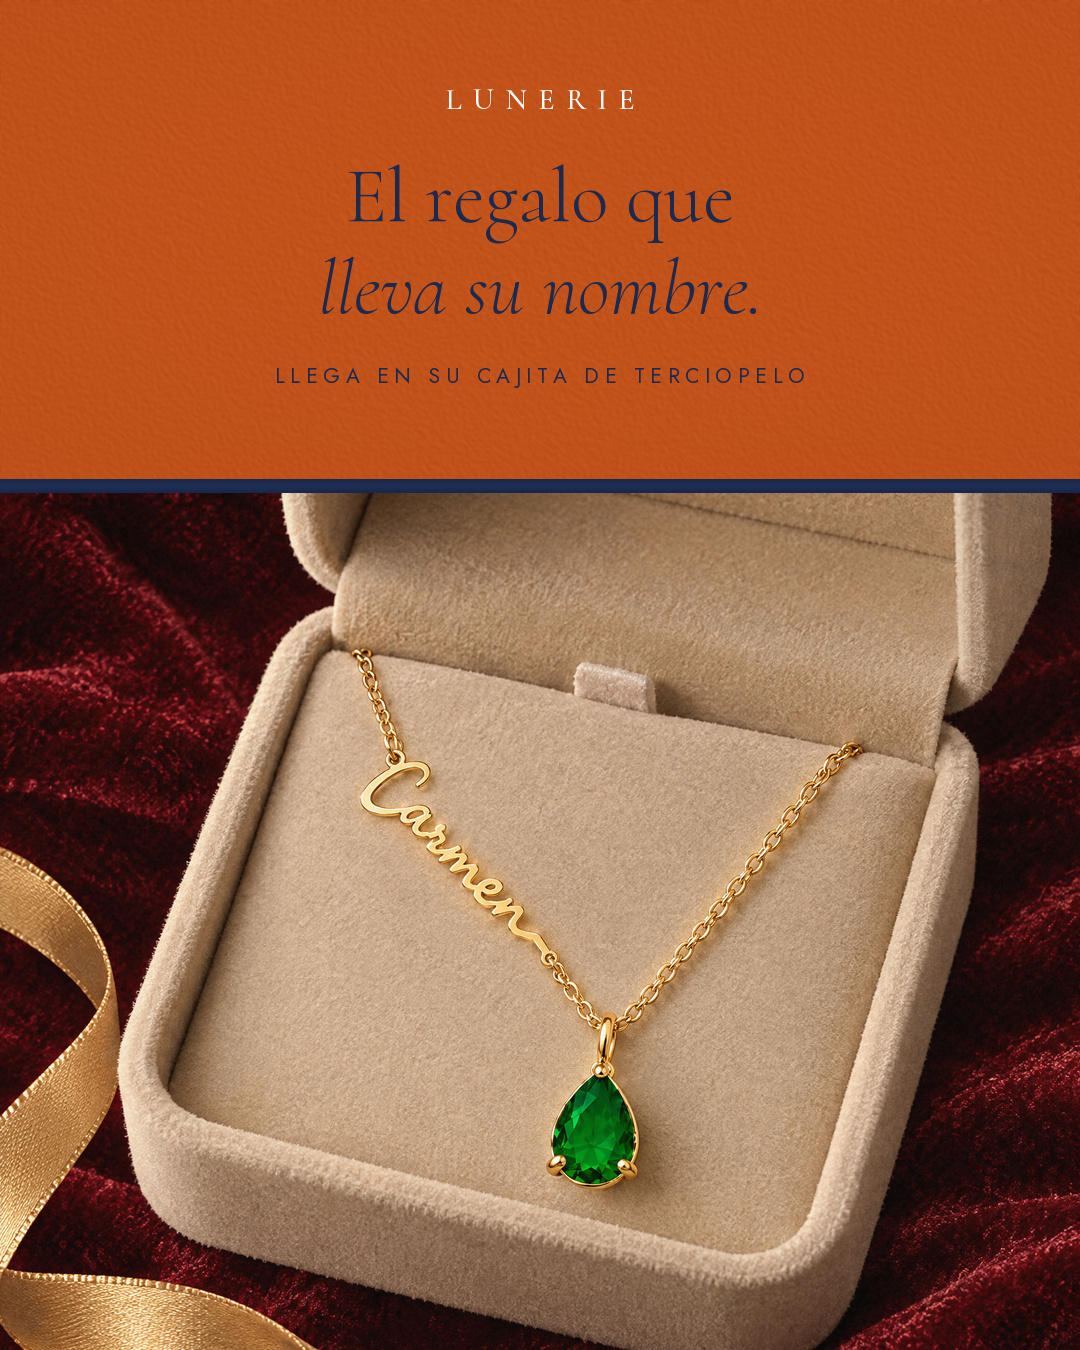 LUNERIE
El regalo que
lleva su nombre.
LLEGA EN SU CAJITA DE TERCIOPELO
Carmen